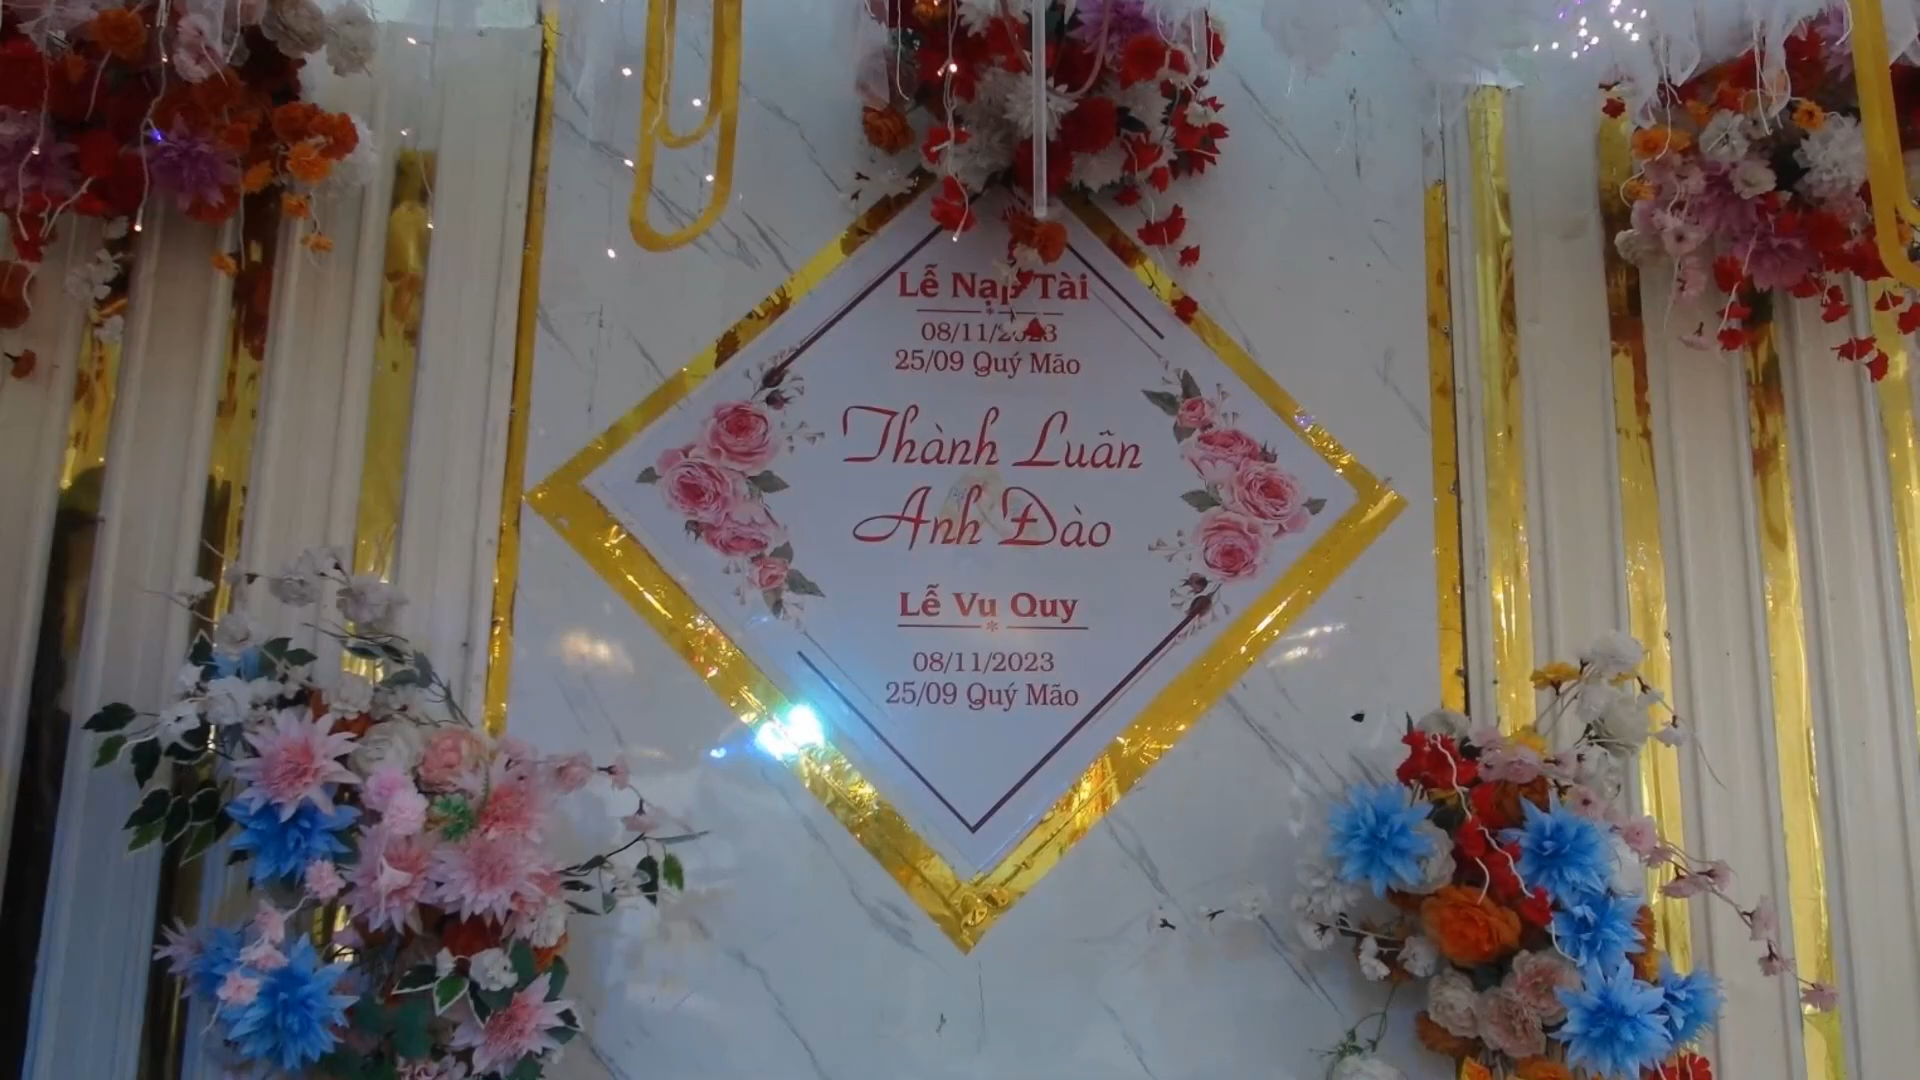 Lễ Nạp Tài
08/11/2023
25/09 Quý Mão
Thành Luân
Anh Đào
Lễ Vu Quy
08/11/2023
25/09 Quý Mão